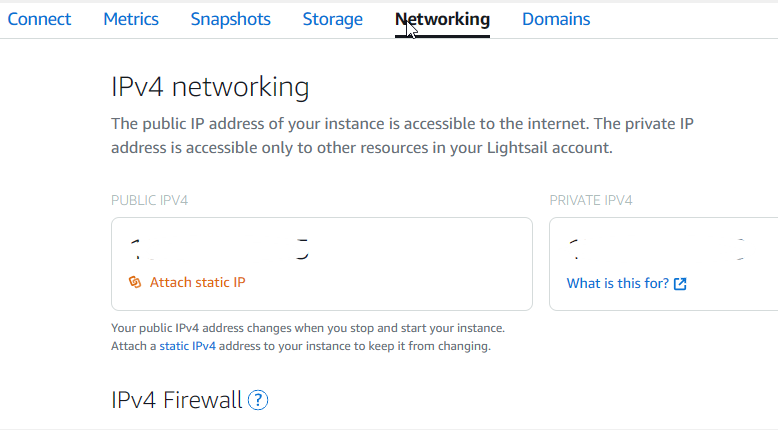 Connect Metrics Snapshots Storage Networking Domains
IPv4 networking
The public IP address of your instance is accessible to the internet. The private IP
address is accessible only to other resources in your Lightsail account.
PUBLIC IPV4
PRIVATE IPV4
Attach static IP
What is this for?
Your public IPv4 address changes when you stop and start your instance.
Attach a static IPv4 address to your instance to keep it from changing.
IPv4 Firewall ?